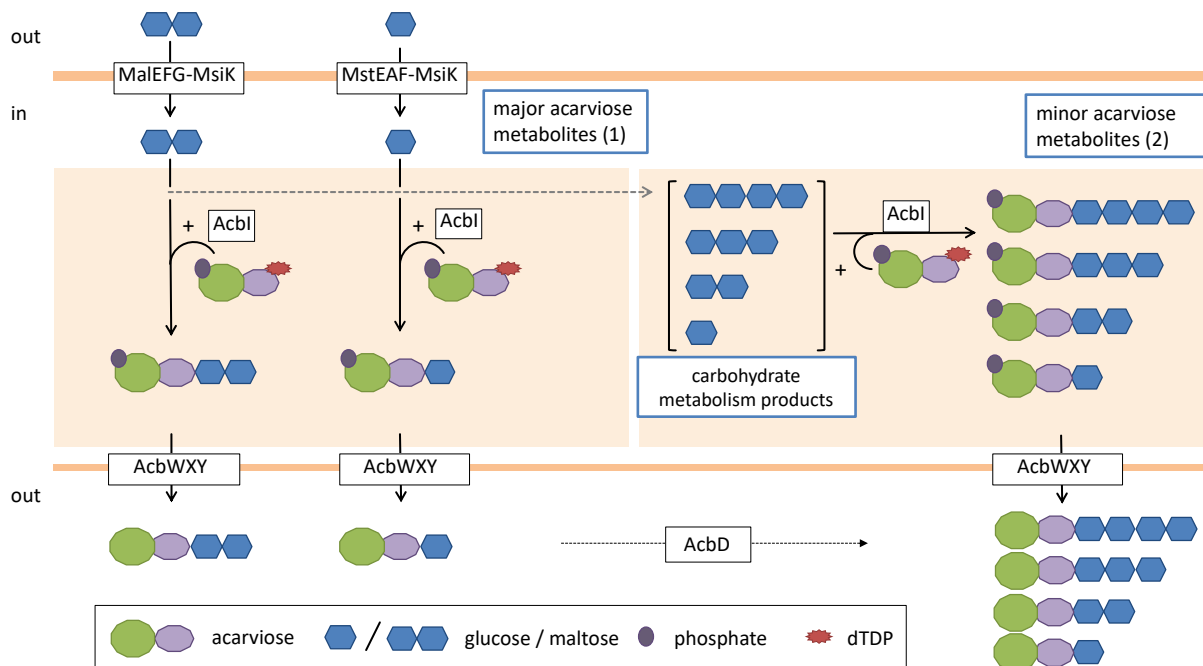 out
MalEFG-MsiK
MstEAF-MsiK
in
major acarviose
metabolites (1)
minor acarviose
metabolites (2)
+
AcbI
+
AcbI
AcbI
+
carbohydrate
metabolism products
AcbWXY
AcbWXY
AcbWXY
out
AcbD
acarviose
/
glucose / maltose
phosphate
dTDP